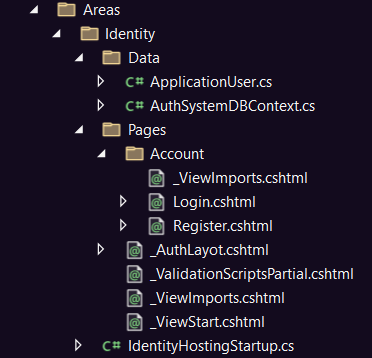 Areas
Identity
Data
C# ApplicationUser.cs
C# AuthSystemDBContext.cs
Pages
Account
@ _ViewImports.cshtml
@ Login.cshtml
@ Register.cshtml
@ _AuthLayot.cshtml
@ _ValidationScriptsPartial.cshtml
@ _ViewImports.cshtml
@ _ViewStart.cshtml
C# IdentityHostingStartup.cs